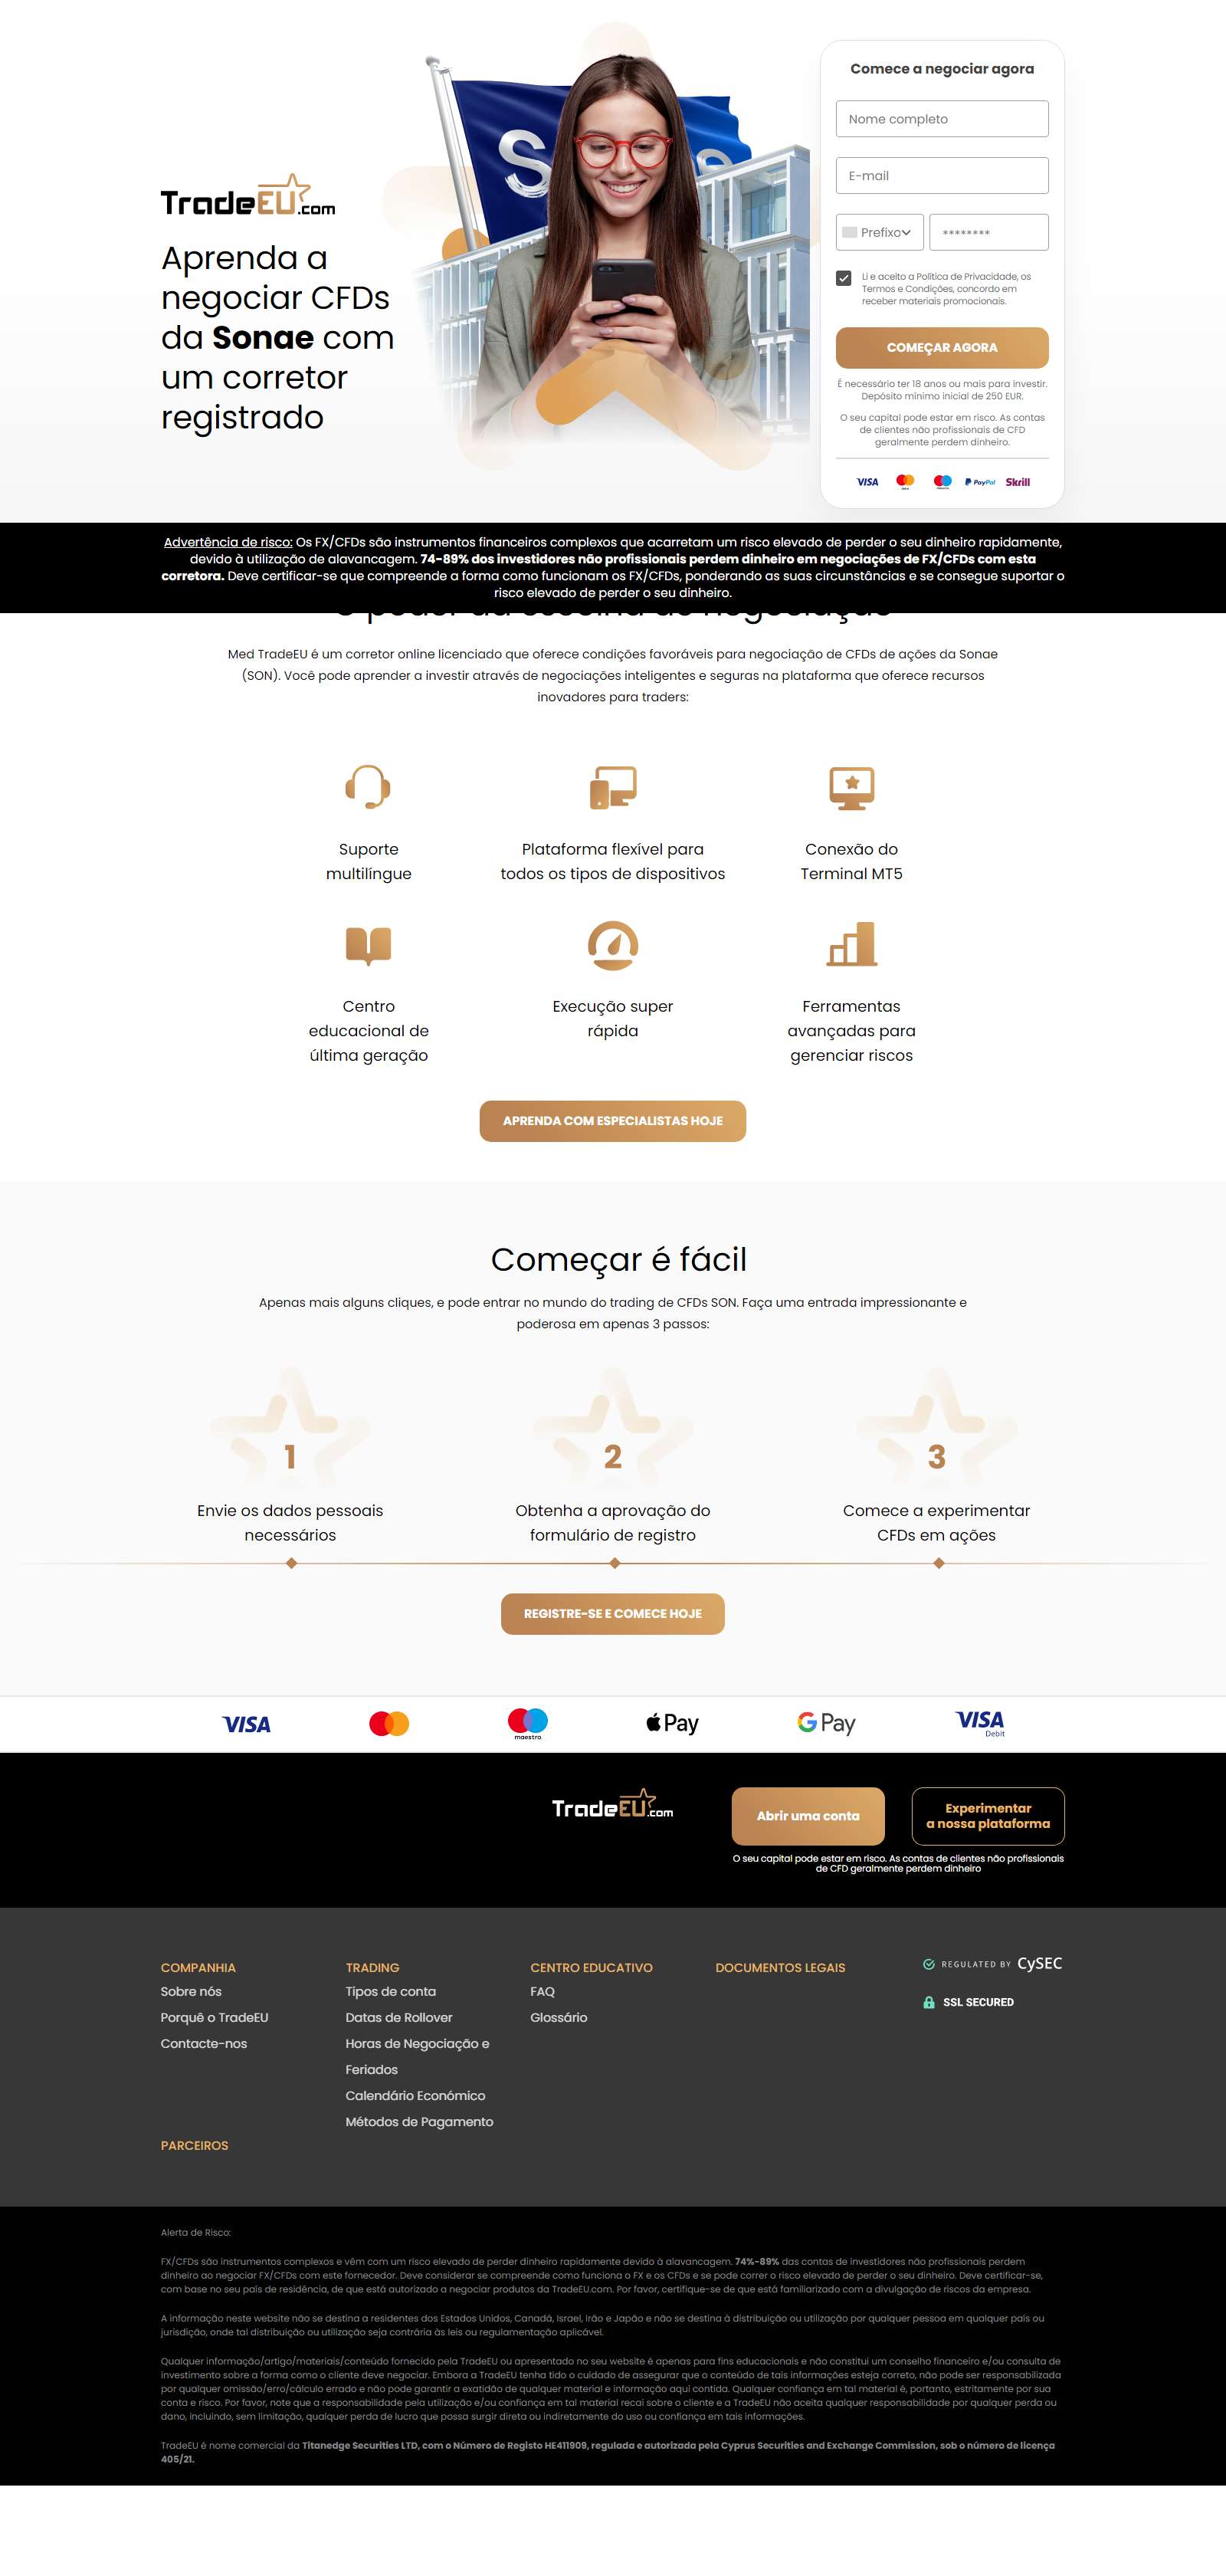 TradeEU.com
Aprenda a
negociar CFDs
da Sonae com
um corretor
registrado
S
Comece a negociar agora
Nome completo
E-mail
Prefixo
********
Li e aceito a Política de Privacidade, os
Termos e Condições, concordo em
receber materiais promocionais.
COMEÇAR AGORA
É necessário ter 18 anos ou mais para investir.
Depósito mínimo inicial de 250 EUR.
O seu capital pode estar em risco. As contas
de clientes não profissionais de CFD
geralmente perdem dinheiro.
VISA PayPal Skrill
Advertência de risco: Os FX/CFDs são instrumentos financeiros complexos que acarretam um risco elevado de perder o seu dinheiro rapidamente,
devido à utilização de alavancagem. 74-89% dos investidores não profissionais perdem dinheiro em negociações de FX/CFDs com esta
corretora. Deve certificar-se que compreende a forma como funcionam os FX/CFDs, ponderando as suas circunstâncias e se consegue suportar o
risco elevado de perder o seu dinheiro.
O poder da escolha de negociação
Med TradeEU é um corretor online licenciado que oferece condições favoráveis para negociação de CFDs de ações da Sonae
(SON). Você pode aprender a investir através de negociações inteligentes e seguras na plataforma que oferece recursos
inovadores para traders:
Suporte
multilíngue
Plataforma flexível para
todos os tipos de dispositivos
Conexão do
Terminal MT5
Centro
educacional de
última geração
Execução super
rápida
Ferramentas
avançadas para
gerenciar riscos
APRENDA COM ESPECIALISTAS HOJE
Começar é fácil
Apenas mais alguns cliques, e pode entrar no mundo do trading de CFDs SON. Faça uma entrada impressionante e
poderosa em apenas 3 passos:
1
Envie os dados pessoais
necessários
2
Obtenha a aprovação do
formulário de registro
3
Comece a experimentar
CFDs em ações
REGISTRE-SE E COMECE HOJE
VISA
maestro
Pay
G Pay
VISA
Debit
TradeEU.com
Abrir uma conta
Experimentar
a nossa plataforma
O seu capital pode estar em risco. As contas de clientes não profissionais
de CFD geralmente perdem dinheiro
COMPANHIA
Sobre nós
Porquê o TradeEU
Contacte-nos
PARCEIROS
TRADING
Tipos de conta
Datas de Rollover
Horas de Negociação e
Feriados
Calendário Económico
Métodos de Pagamento
CENTRO EDUCATIVO
FAQ
Glossário
DOCUMENTOS LEGAIS
REGULATED BY CySEC
SSL SECURED
Alerta de Risco:
FX/CFDs são instrumentos complexos e vêm com um risco elevado de perder dinheiro rapidamente devido à alavancagem. 74%-89% das contas de investidores não profissionais perdem
dinheiro ao negociar FX/CFDs com este fornecedor. Deve considerar se compreende como funciona o FX e os CFDs e se pode correr o risco elevado de perder o seu dinheiro. Deve certificar-se,
com base no seu país de residência, de que está autorizado a negociar produtos da TradeEU.com. Por favor, certifique-se de que está familiarizado com a divulgação de riscos da empresa.
A informação neste website não se destina a residentes dos Estados Unidos, Canadá, Israel, Irão e Japão e não se destina à distribuição ou utilização por qualquer pessoa em qualquer país ou
jurisdição, onde tal distribuição ou utilização seja contrária às leis ou regulamentação aplicável.
Qualquer informação/artigo/materiais/conteúdo fornecido pela TradeEU ou apresentado no seu website é apenas para fins educacionais e não constitui um conselho financeiro e/ou consulta de
investimento sobre a forma como o cliente deve negociar. Embora a TradeEU tenha tido o cuidado de assegurar que o conteúdo de tais informações esteja correto, não pode ser responsabilizada
por qualquer omissão/erro/cálculo errado e não pode garantir a exatidão de qualquer material e informação aqui contida. Qualquer confiança em tal material é, portanto, estritamente por sua
conta e risco. Por favor, note que a responsabilidade pela utilização e/ou confiança em tal material recai sobre o cliente e a TradeEU não aceita qualquer responsabilidade por qualquer perda ou
dano, incluindo, sem limitação, qualquer perda de lucro que possa surgir direta ou indiretamente do uso ou confiança em tais informações.
TradeEU é nome comercial da Titanedge Securities LTD, com o Número de Registo HE411909, regulada e autorizada pela Cyprus Securities and Exchange Commission, sob o número de licença
405/21.